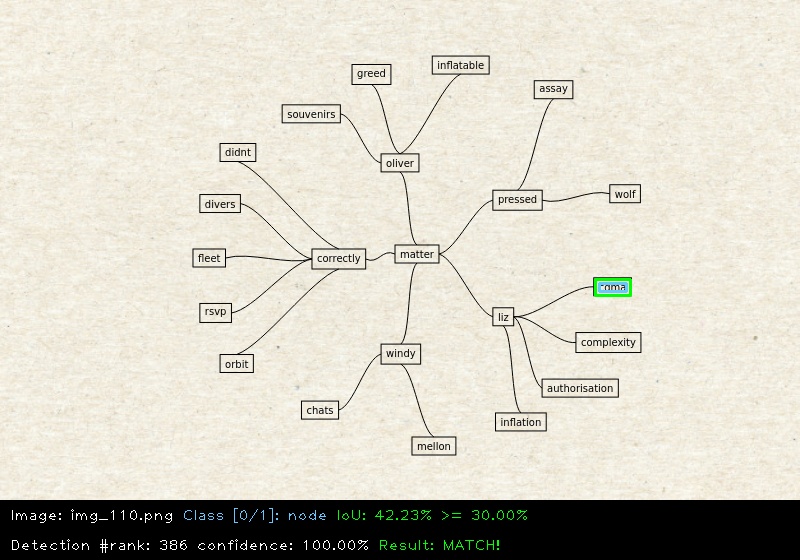 inflatable
greed
assay
souvenirs
didnt
oliver
wolf
pressed
divers
matter
fleet
correctly
rsvp
liz
complexity
windy
orbit
authorisation
chats
inflation
mellon
Image: img_110.png Class [0/1]: node IoU: 42.23% >= 30.00%
Detection #rank: 386 confidence: 100.00% Result: MATCH!